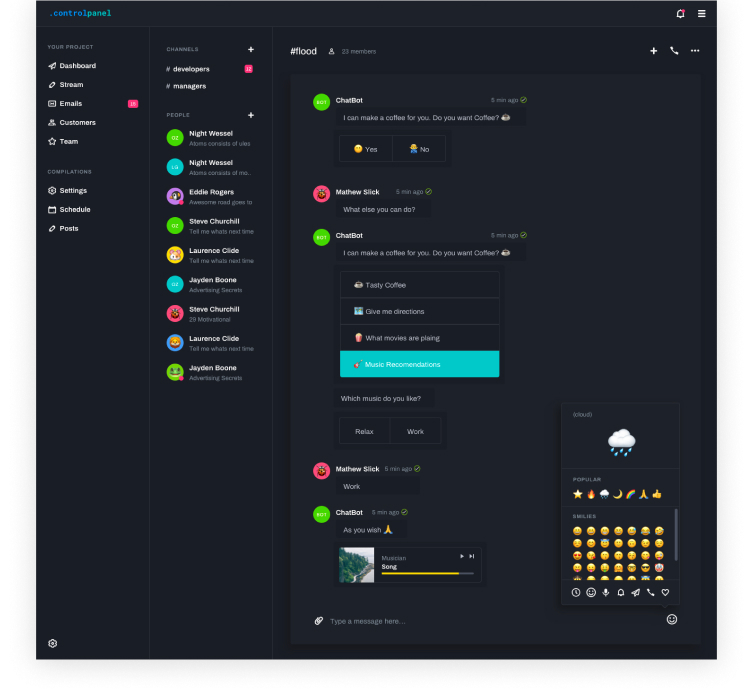 .controlpanel
YOUR PROJECT
Dashboard
Stream
Emails
15
Customers
Team
COMPILATIONS
Settings
Schedule
Posts
CHANNELS
# developers
12
# managers
PEOPLE
OZ
Night Wessel
Atoms consists of ules
LG
Night Wessel
Atoms consists of mo..
Eddie Rogers
Awesome road goes to
OZ
Steve Churchill
Tell me whats next time
Laurence Clide
Tell me whats next time
OZ
Jayden Boone
Advertising Secrets
Steve Churchill
29 Motivational
Laurence Clide
Tell me whats next time
Jayden Boone
Advertising Secrets
#flood
23 members
BOT
ChatBot
5 min ago
I can make a coffee for you. Do you want Coffee?
Yes
No
Mathew Slick
5 min ago
What else you can do?
BOT
ChatBot
5 min ago
I can make a coffee for you. Do you want Coffee?
Tasty Coffee
Give me directions
What movies are plaing
Music Recomendations
Which music do you like?
Relax
Work
Mathew Slick
5 min ago
Work
BOT
ChatBot
5 min ago
As you wish
Musician
Song
Type a message here...
(cloud)
POPULAR
SMILIES